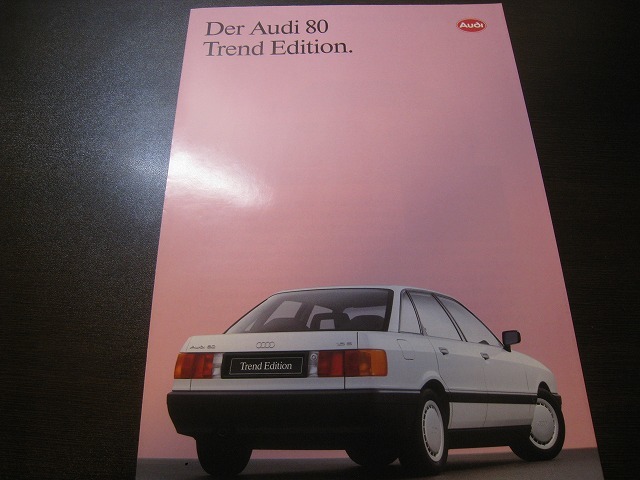 Der Audi 80
Trend Edition.
Audi
Audi 80
Trend Edition